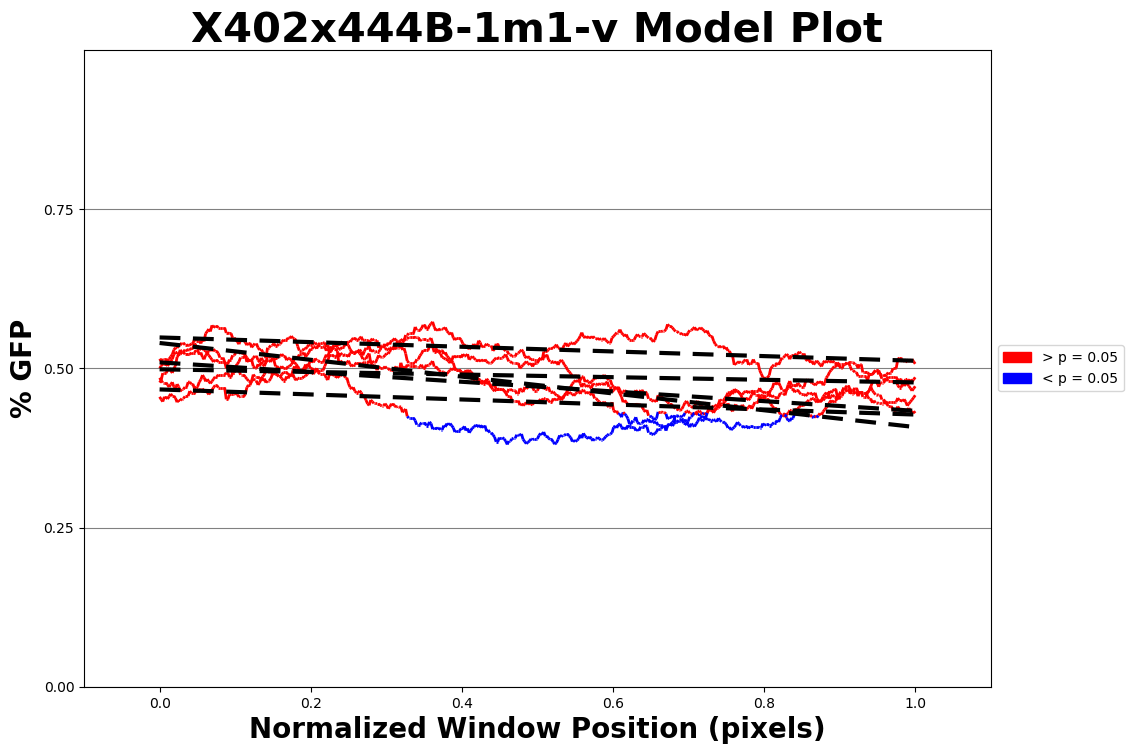 X402x444B-1m1-v Model Plot
% GFP
0.75
0.50
0.25
0.00
0.0 0.2 0.4 0.6 0.8 1.0
Normalized Window Position (pixels)
> p = 0.05
< p = 0.05